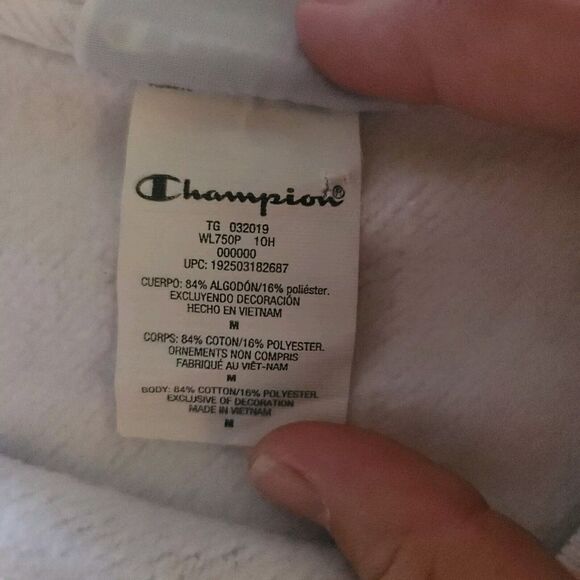 Champion®
TG 032019
WL750P 10H
000000
UPC: 192503182687
CUERPO: 84% ALGODÓN/16% poliéster.
EXCLUYENDO DECORACIÓN
HECHO EN VIETNAM
M
CORPS: 84% COTON/16% POLYESTER.
ORNEMENTS NON COMPRIS
FABRIQUÉ AU VIÊT-NAM
M
BODY: 84% COTTON/16% POLYESTER.
EXCLUSIVE OF DECORATION
MADE IN VIETNAM
M